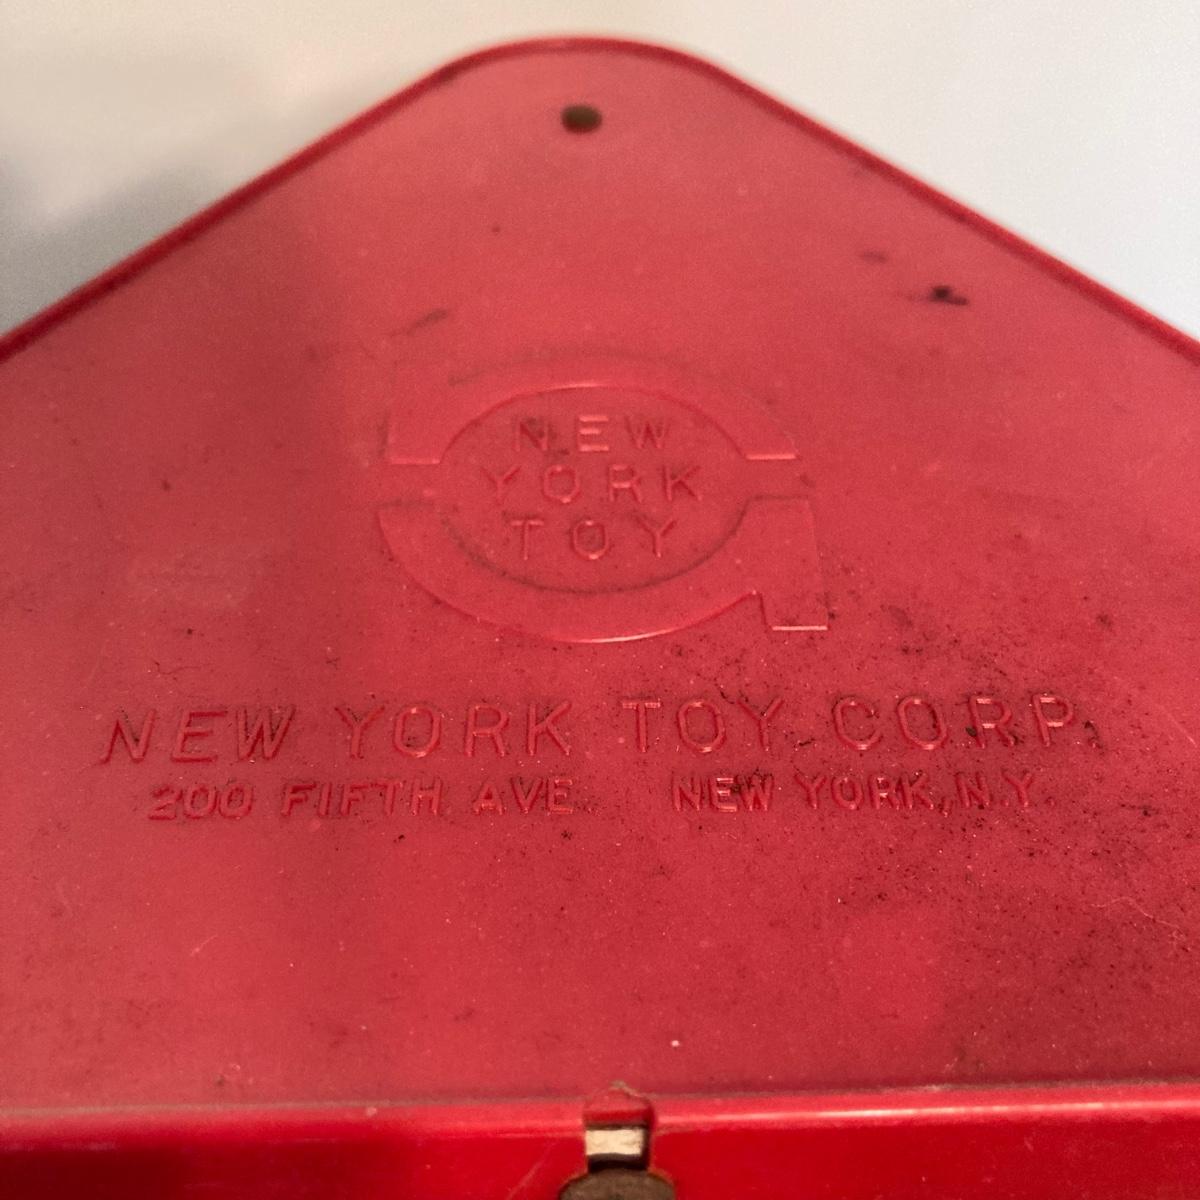 NEW
YORK
TOY
NEW YORK TOY CORP.
200 FIFTH AVE. NEW YORK, N.Y.